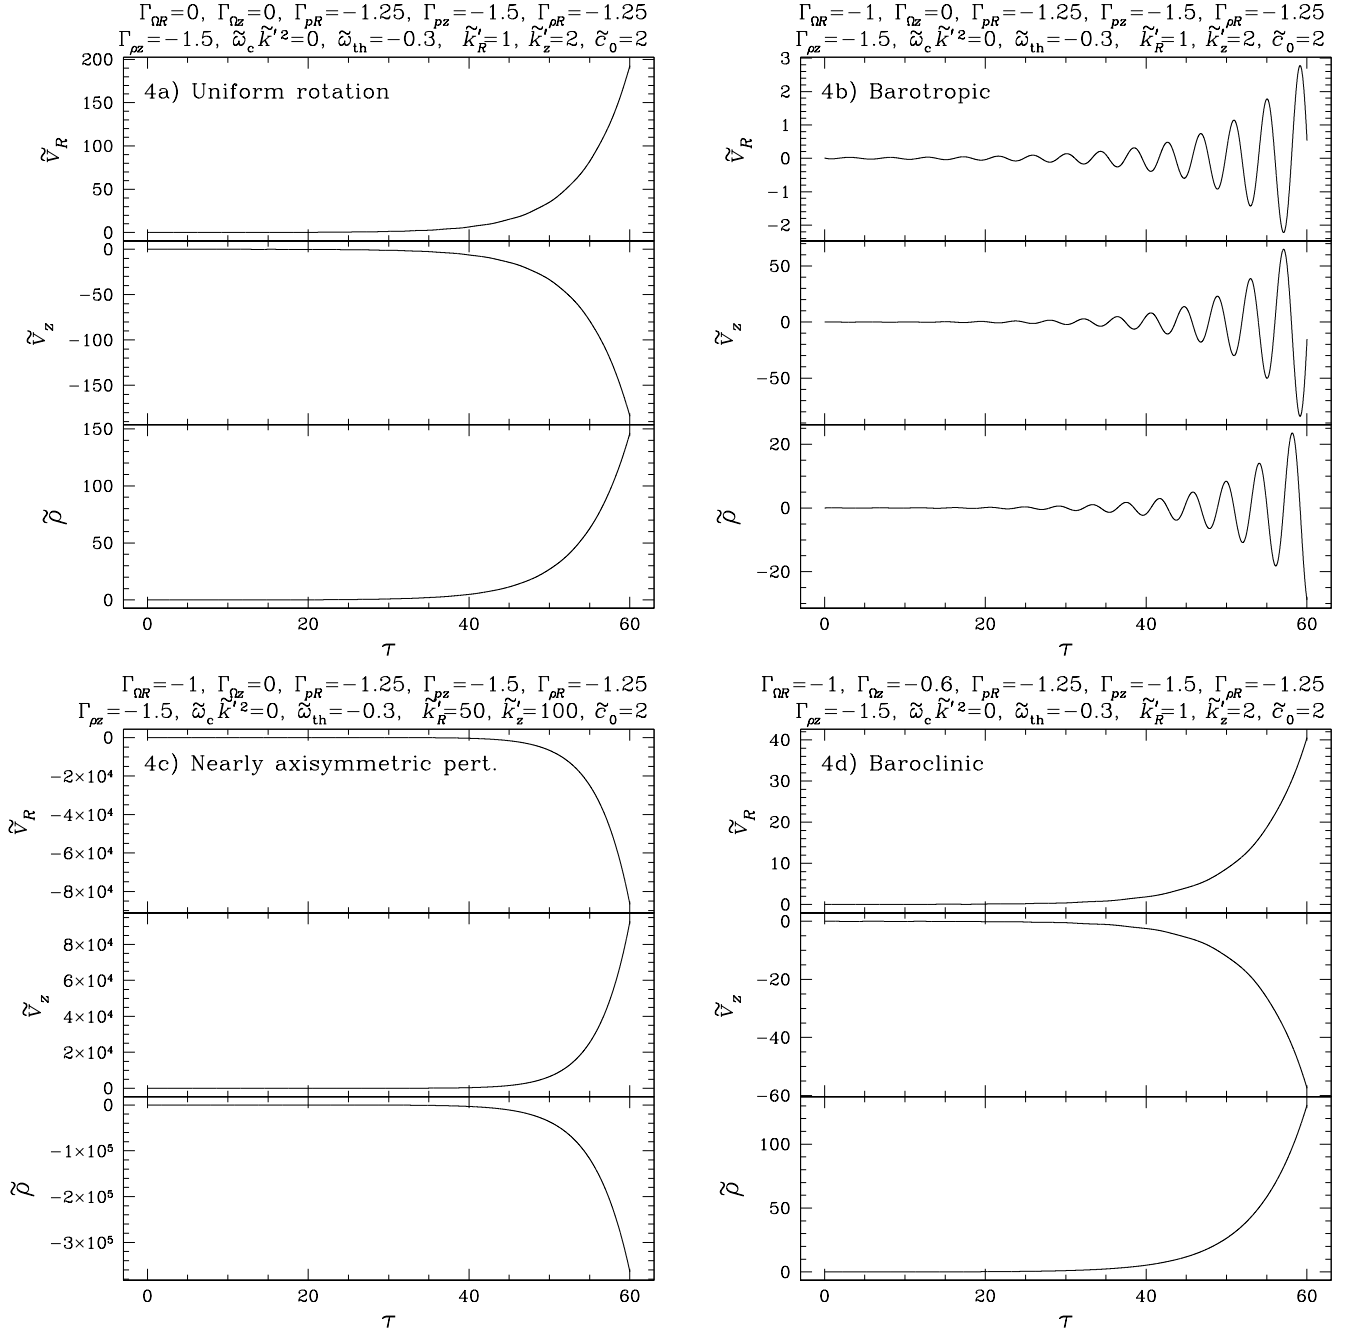 Γ_ΩR=0, Γ_Ωz=0, Γ_pR=−1.25, Γ_pz=−1.5, Γ_ρR=−1.25
Γ_ρz=−1.5, ω̃_c k̃′²=0, ω̃_th=−0.3, k̃′_R=1, k̃′_z=2, c̃_0=2
4a) Uniform rotation
200
150
100
50
0
ṽ_R
0
−50
−100
−150
ṽ_z
150
100
50
0
ρ̃
0 20 40 60
τ
Γ_ΩR=−1, Γ_Ωz=0, Γ_pR=−1.25, Γ_pz=−1.5, Γ_ρR=−1.25
Γ_ρz=−1.5, ω̃_c k̃′²=0, ω̃_th=−0.3, k̃′_R=1, k̃′_z=2, c̃_0=2
4b) Barotropic
3
2
1
0
−1
−2
ṽ_R
50
0
−50
ṽ_z
20
0
−20
ρ̃
0 20 40 60
τ
Γ_ΩR=−1, Γ_Ωz=0, Γ_pR=−1.25, Γ_pz=−1.5, Γ_ρR=−1.25
Γ_ρz=−1.5, ω̃_c k̃′²=0, ω̃_th=−0.3, k̃′_R=50, k̃′_z=100, c̃_0=2
4c) Nearly axisymmetric pert.
0
−2×10⁴
−4×10⁴
−6×10⁴
−8×10⁴
ṽ_R
8×10⁴
6×10⁴
4×10⁴
2×10⁴
0
ṽ_z
0
−1×10⁵
−2×10⁵
−3×10⁵
ρ̃
0 20 40 60
τ
Γ_ΩR=−1, Γ_Ωz=−0.6, Γ_pR=−1.25, Γ_pz=−1.5, Γ_ρR=−1.25
Γ_ρz=−1.5, ω̃_c k̃′²=0, ω̃_th=−0.3, k̃′_R=1, k̃′_z=2, c̃_0=2
4d) Baroclinic
40
30
20
10
0
ṽ_R
0
−20
−40
−60
ṽ_z
100
50
0
ρ̃
0 20 40 60
τ